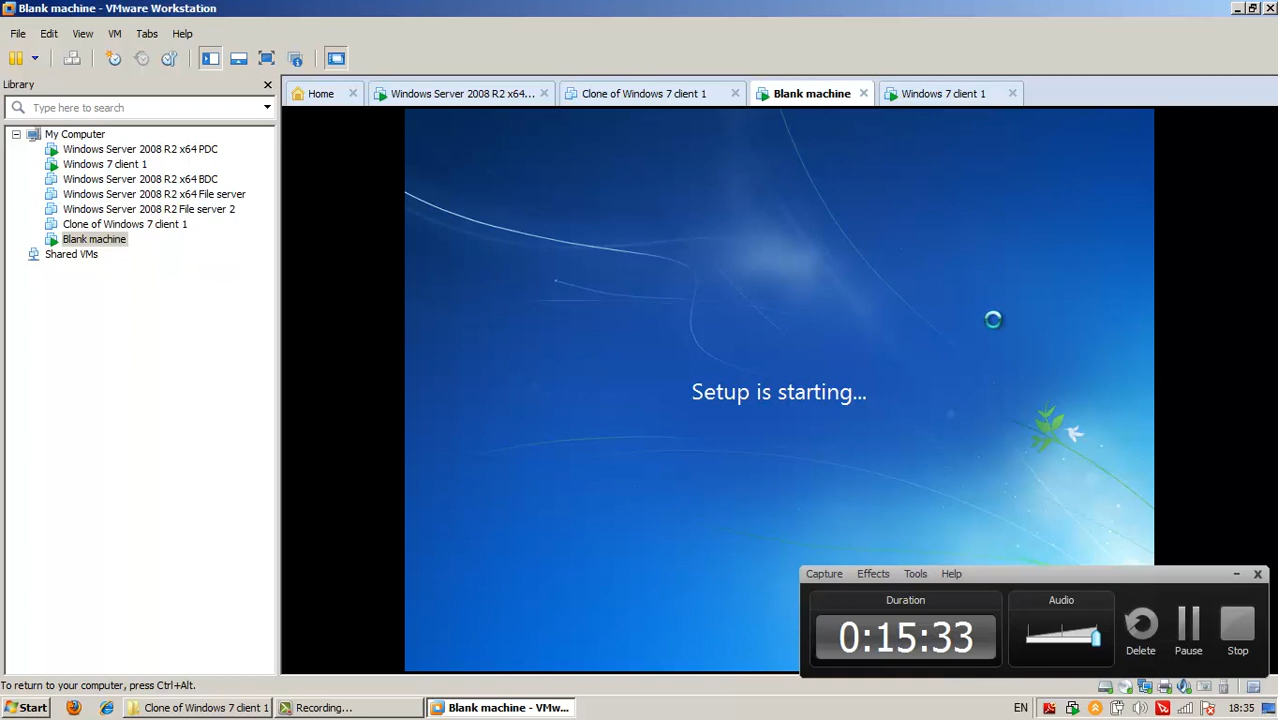 Blank machine - VMware Workstation
File Edit View VM Tabs Help
Library
Type here to search
My Computer
Windows Server 2008 R2 x64 PDC
Windows 7 client 1
Windows Server 2008 R2 x64 BDC
Windows Server 2008 R2 x64 File server
Windows Server 2008 R2 File server 2
Clone of Windows 7 client 1
Blank machine
Shared VMs
Home Windows Server 2008 R2 x64... Clone of Windows 7 client 1 Blank machine Windows 7 client 1
Setup is starting...
Capture Effects Tools Help
Duration Audio
0:15:33
Delete Pause Stop
To return to your computer, press Ctrl+Alt.
Start Clone of Windows 7 client 1 Recording... Blank machine - VMw... EN 18:35